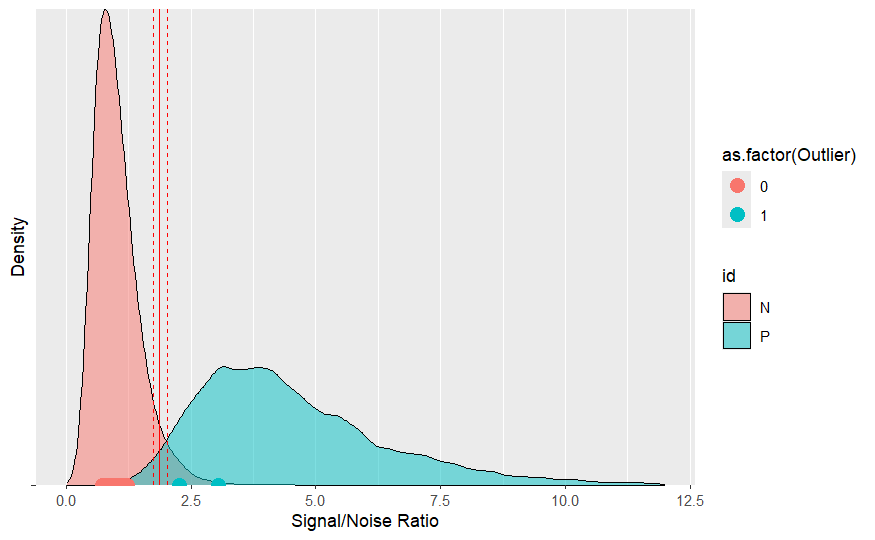 Density
0.0 2.5 5.0 7.5 10.0 12.5
Signal/Noise Ratio
as.factor(Outlier)
0
1
id
N
P